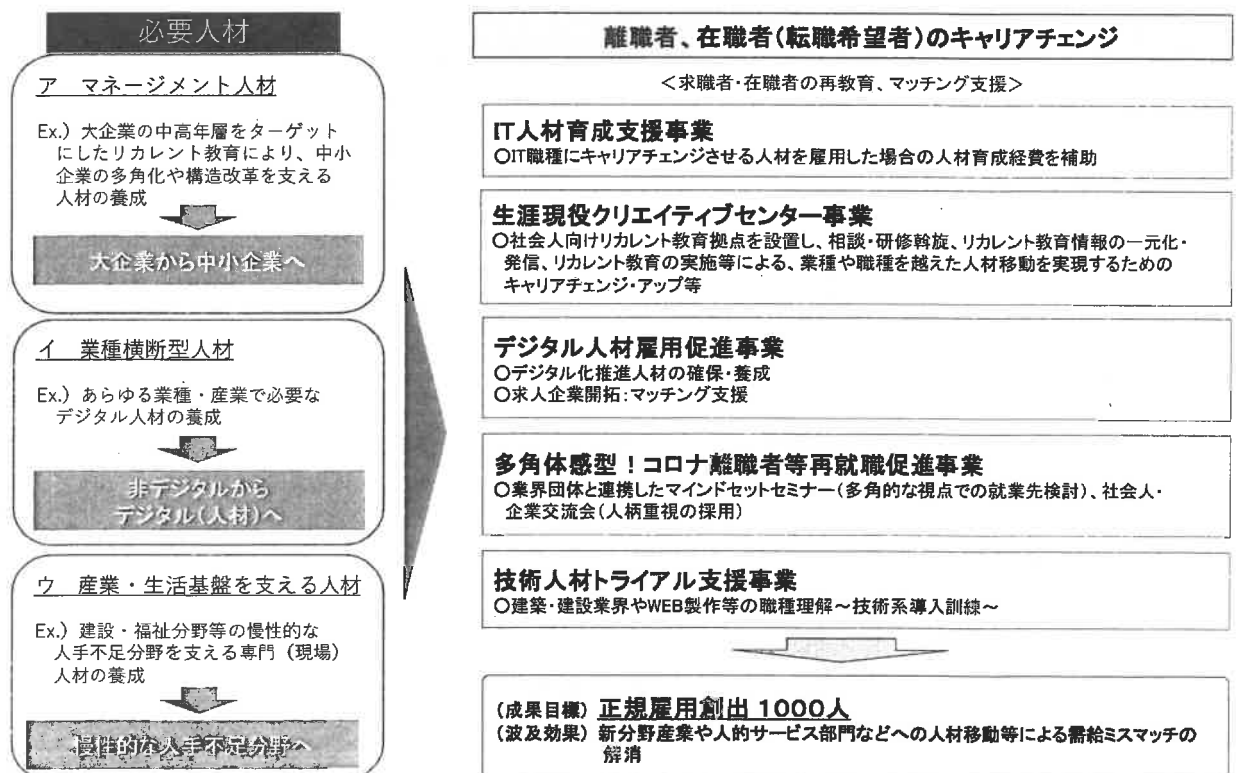 必要人材
ア　マネージメント人材
Ex.）大企業の中高年層をターゲット
にしたリカレント教育により、中小
企業の多角化や構造改革を支える
人材の養成
大企業から中小企業へ
イ　業種横断型人材
Ex.）あらゆる業種・産業で必要な
デジタル人材の養成
非デジタルから
デジタル(人材)へ
ウ　産業・生活基盤を支える人材
Ex.）建設・福祉分野等の慢性的な
人手不足分野を支える専門（現場）
人材の養成
慢性的な人手不足分野へ
離職者、在職者(転職希望者)のキャリアチェンジ
＜求職者・在職者の再教育、マッチング支援＞
IT人材育成支援事業
○IT職種にキャリアチェンジさせる人材を雇用した場合の人材育成経費を補助
生涯現役クリエイティブセンター事業
○社会人向けリカレント教育拠点を設置し、相談・研修斡旋、リカレント教育情報の一元化・
発信、リカレント教育の実施等による、業種や職種を越えた人材移動を実現するための
キャリアチェンジ・アップ等
デジタル人材雇用促進事業
○デジタル化推進人材の確保・養成
○求人企業開拓：マッチング支援
多角体感型！コロナ離職者等再就職促進事業
○業界団体と連携したマインドセットセミナー(多角的な視点での就業先検討)、社会人・
企業交流会(人柄重視の採用)
技術人材トライアル支援事業
○建築・建設業界やWEB製作等の職種理解～技術系導入訓練～
(成果目標) 正規雇用創出 1000人
(波及効果) 新分野産業や人的サービス部門などへの人材移動等による需給ミスマッチの
解消